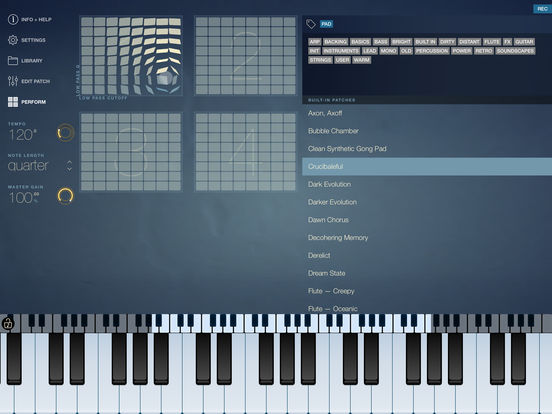 REC
INFO + HELP
SETTINGS
LIBRARY
EDIT PATCH
PERFORM
TEMPO
120
NOTE LENGTH
quarter
MASTER GAIN
100.00
%
LOW PASS Q
LOW PASS CUTOFF
1
2
3
4
PAD
ARP BACKING BASICS BASS BRIGHT BUILT IN DIRTY DISTANT FLUTE FX GUITAR
INIT INSTRUMENTS LEAD MONO OLD PERCUSSION POWER RETRO SOUNDSCAPES
STRINGS USER WARM
BUILT-IN PATCHES
Axon, Axoff
Bubble Chamber
Clean Synthetic Gong Pad
Crucibaleful
Dark Evolution
Darker Evolution
Dawn Chorus
Decohering Memory
Derelict
Dream State
Flute — Creepy
Flute — Oceanic